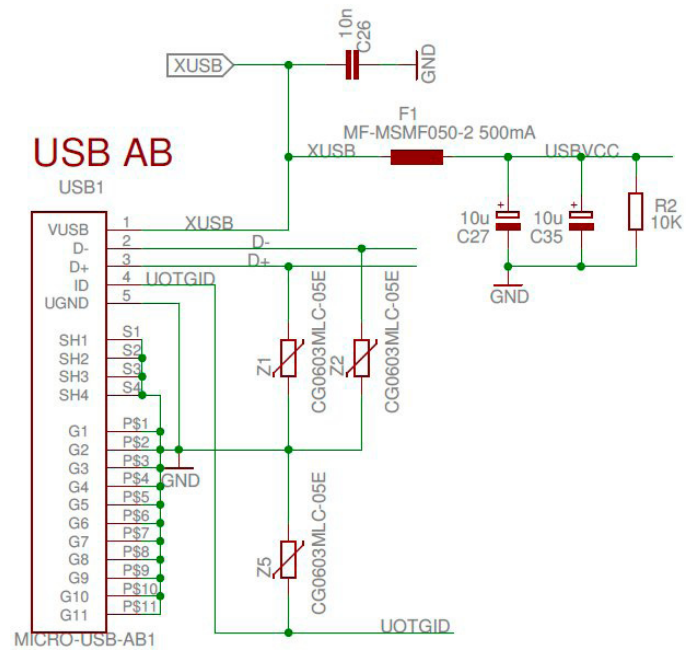 10n
C26
XUSB
GND
F1
MF-MSMF050-2 500mA
XUSB
USBVCC
USB AB
USB1
10u
C27
10u
C35
R2
10K
GND
VUSB 1 XUSB
D- 2 D-
D+ 3 D+
ID 4 UOTGID
UGND 5
SH1 S1
SH2 S2
SH3 S3
SH4 S4
Z1
CG0603MLC-05E
Z2
CG0603MLC-05E
G1 P$1
G2 P$2
G3 P$3
G4 P$4
GND
G5 P$5
G6 P$6
G7 P$7
G8 P$8
G9 P$9
G10 P$10
G11 P$11
Z5
CG0603MLC-05E
UOTGID
MICRO-USB-AB1